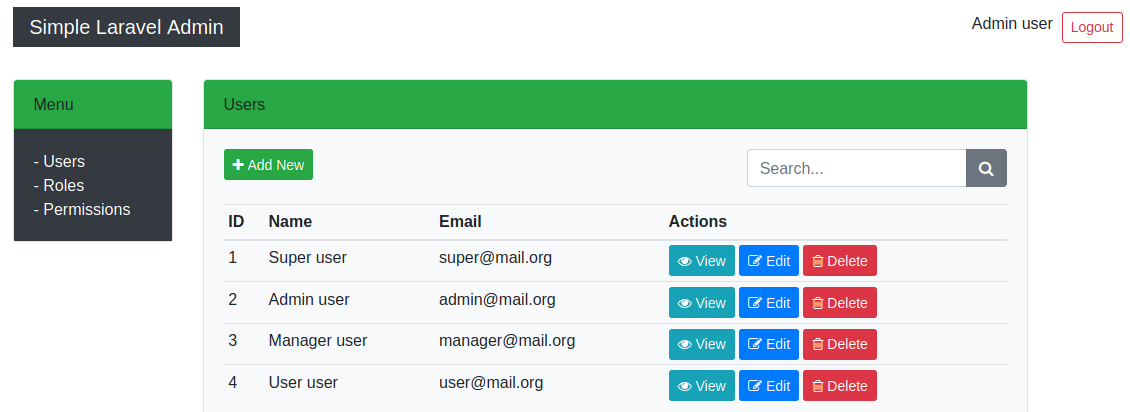 Simple Laravel Admin
Admin user Logout
Menu
- Users
- Roles
- Permissions
Users
Add New
Search...
ID Name Email Actions
1 Super user super@mail.org View Edit Delete
2 Admin user admin@mail.org View Edit Delete
3 Manager user manager@mail.org View Edit Delete
4 User user user@mail.org View Edit Delete